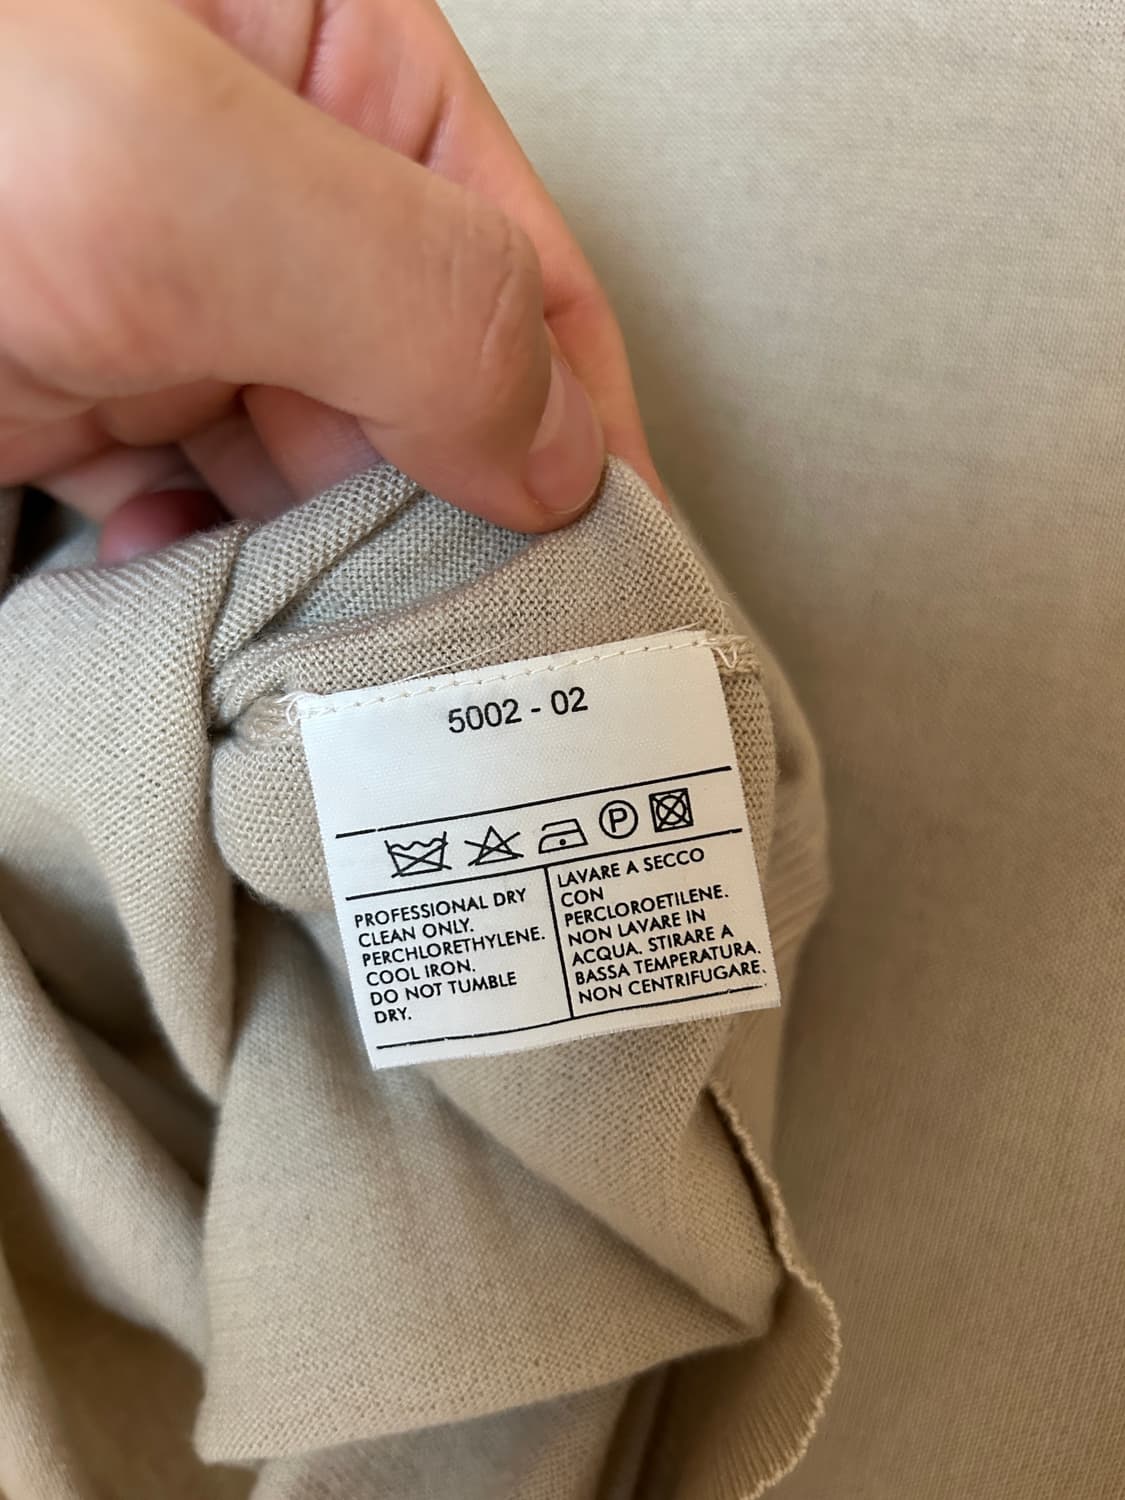 5002 - 02
P
PROFESSIONAL DRY
CLEAN ONLY.
PERCHLORETHYLENE.
COOL IRON.
DO NOT TUMBLE
DRY.
LAVARE A SECCO
CON
PERCLOROETILENE.
NON LAVARE IN
ACQUA. STIRARE A
BASSA TEMPERATURA.
NON CENTRIFUGARE.